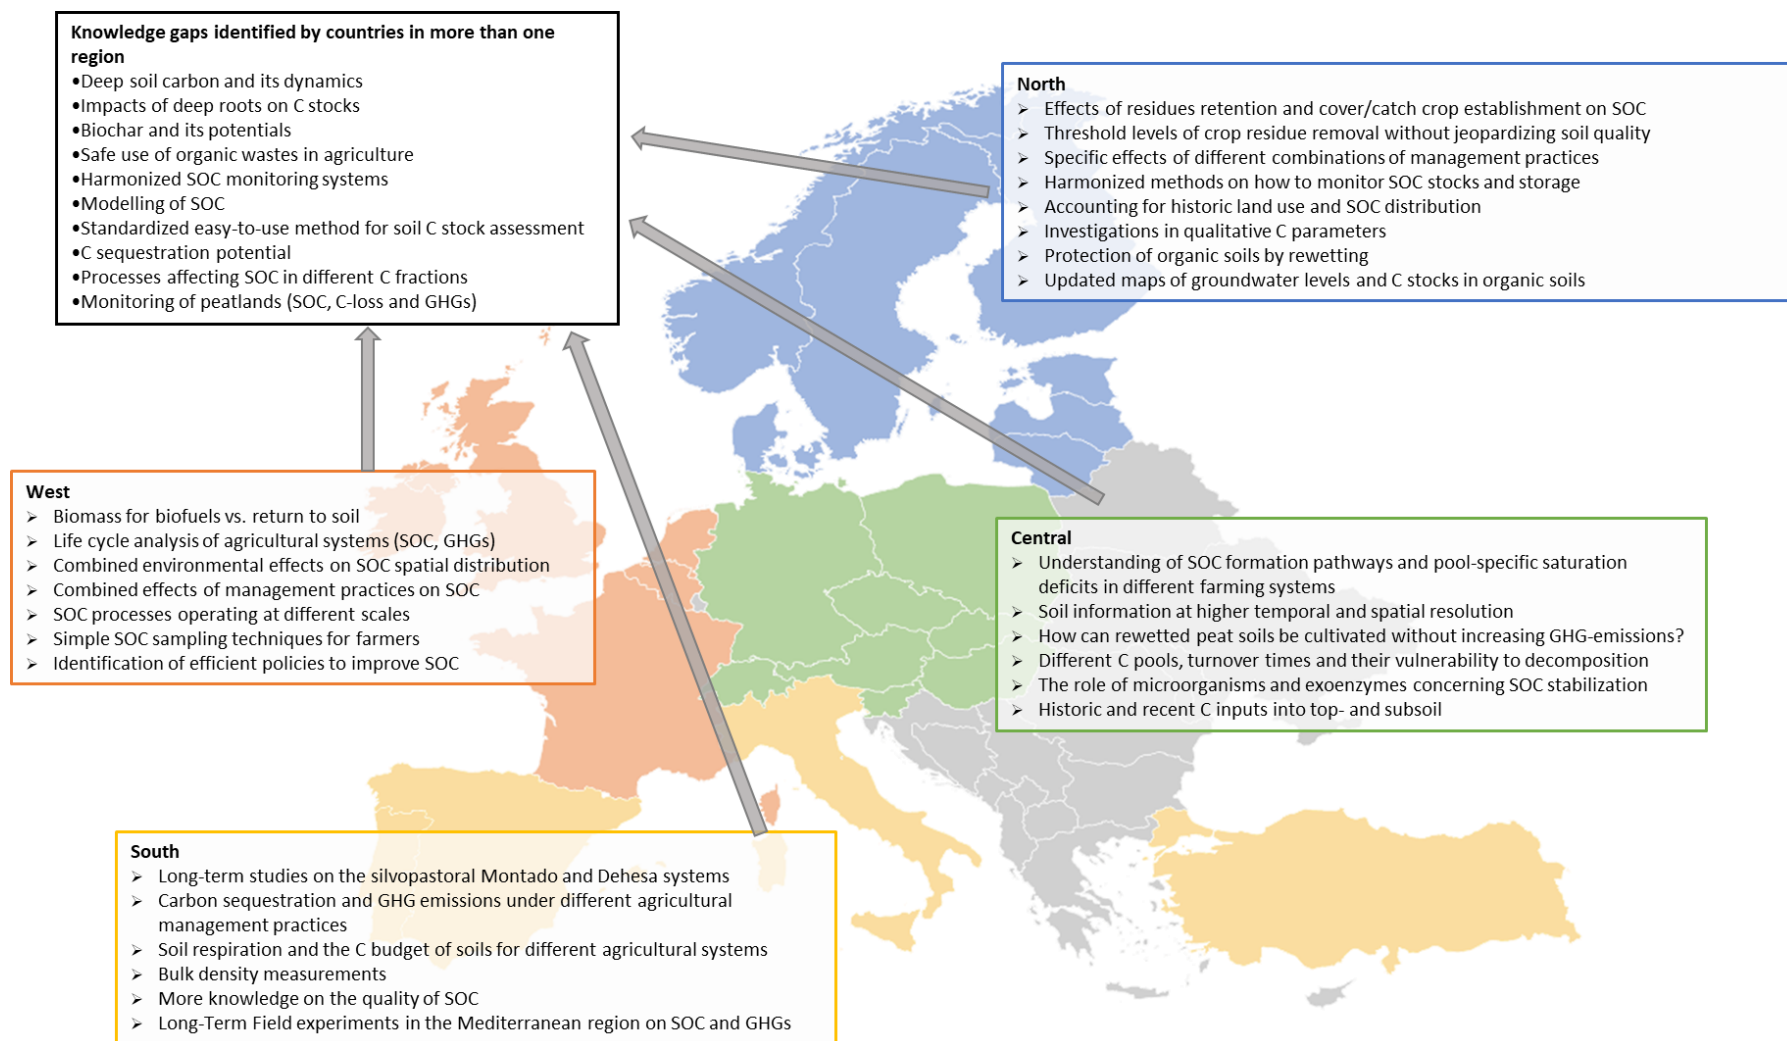 Knowledge gaps identified by countries in more than one
region
•Deep soil carbon and its dynamics
•Impacts of deep roots on C stocks
•Biochar and its potentials
•Safe use of organic wastes in agriculture
•Harmonized SOC monitoring systems
•Modelling of SOC
•Standardized easy-to-use method for soil C stock assessment
•C sequestration potential
•Processes affecting SOC in different C fractions
•Monitoring of peatlands (SOC, C-loss and GHGs)
North
➢ Effects of residues retention and cover/catch crop establishment on SOC
➢ Threshold levels of crop residue removal without jeopardizing soil quality
➢ Specific effects of different combinations of management practices
➢ Harmonized methods on how to monitor SOC stocks and storage
➢ Accounting for historic land use and SOC distribution
➢ Investigations in qualitative C parameters
➢ Protection of organic soils by rewetting
➢ Updated maps of groundwater levels and C stocks in organic soils
West
➢ Biomass for biofuels vs. return to soil
➢ Life cycle analysis of agricultural systems (SOC, GHGs)
➢ Combined environmental effects on SOC spatial distribution
➢ Combined effects of management practices on SOC
➢ SOC processes operating at different scales
➢ Simple SOC sampling techniques for farmers
➢ Identification of efficient policies to improve SOC
Central
➢ Understanding of SOC formation pathways and pool-specific saturation
deficits in different farming systems
➢ Soil information at higher temporal and spatial resolution
➢ How can rewetted peat soils be cultivated without increasing GHG-emissions?
➢ Different C pools, turnover times and their vulnerability to decomposition
➢ The role of microorganisms and exoenzymes concerning SOC stabilization
➢ Historic and recent C inputs into top- and subsoil
South
➢ Long-term studies on the silvopastoral Montado and Dehesa systems
➢ Carbon sequestration and GHG emissions under different agricultural
management practices
➢ Soil respiration and the C budget of soils for different agricultural systems
➢ Bulk density measurements
➢ More knowledge on the quality of SOC
➢ Long-Term Field experiments in the Mediterranean region on SOC and GHGs